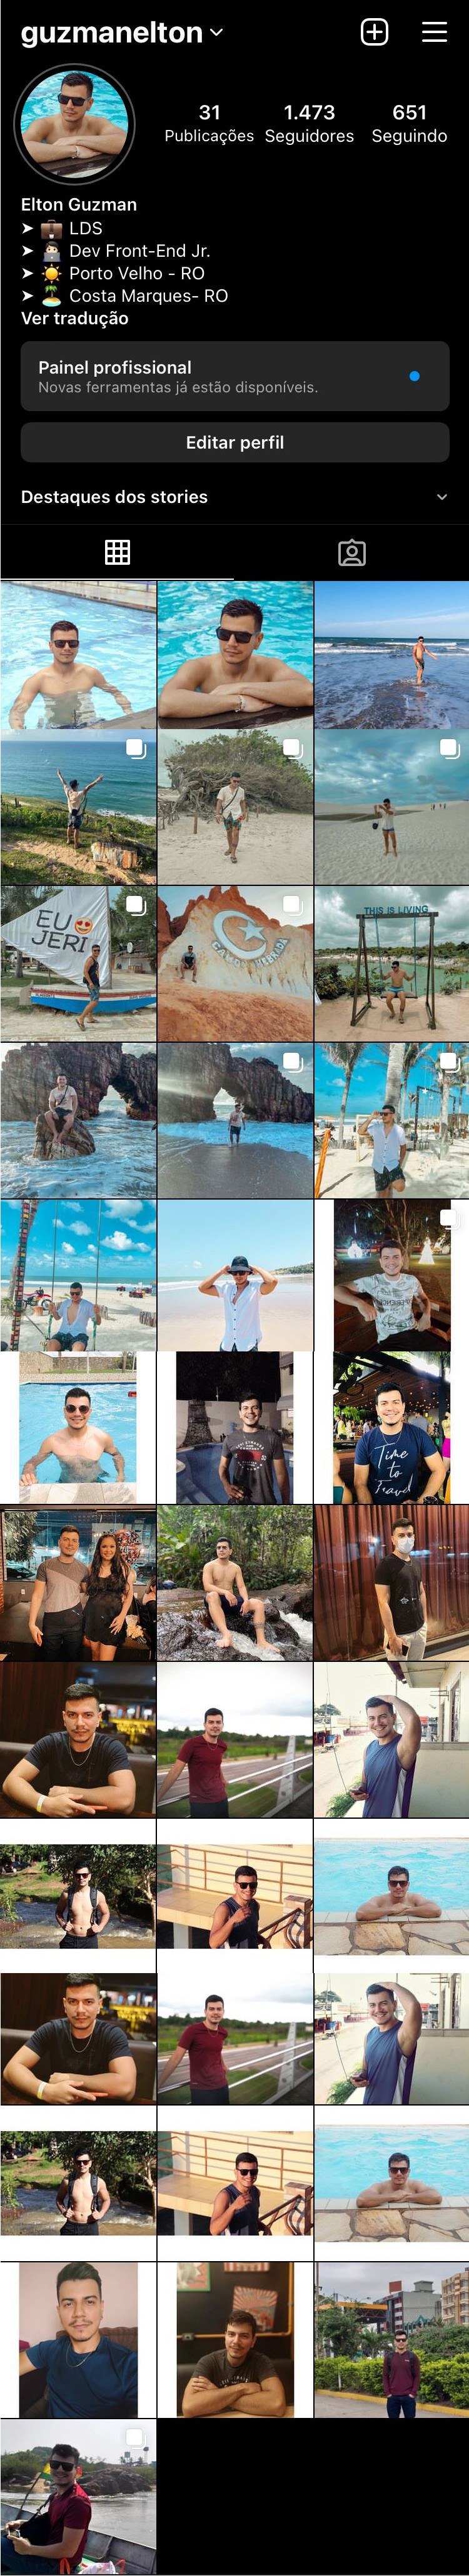 guzmanelton
31
1.473
651
Publicações
Seguidores
Seguindo
Elton Guzman
➤ 💼 LDS
➤ 👨🏻‍💻 Dev Front-End Jr.
➤ ☀️ Porto Velho - RO
➤ 🏝️ Costa Marques- RO
Ver tradução
Painel profissional
Novas ferramentas já estão disponíveis.
Editar perfil
Destaques dos stories
EU😍
JERI
THIS IS LIVING
Time
to
Travel